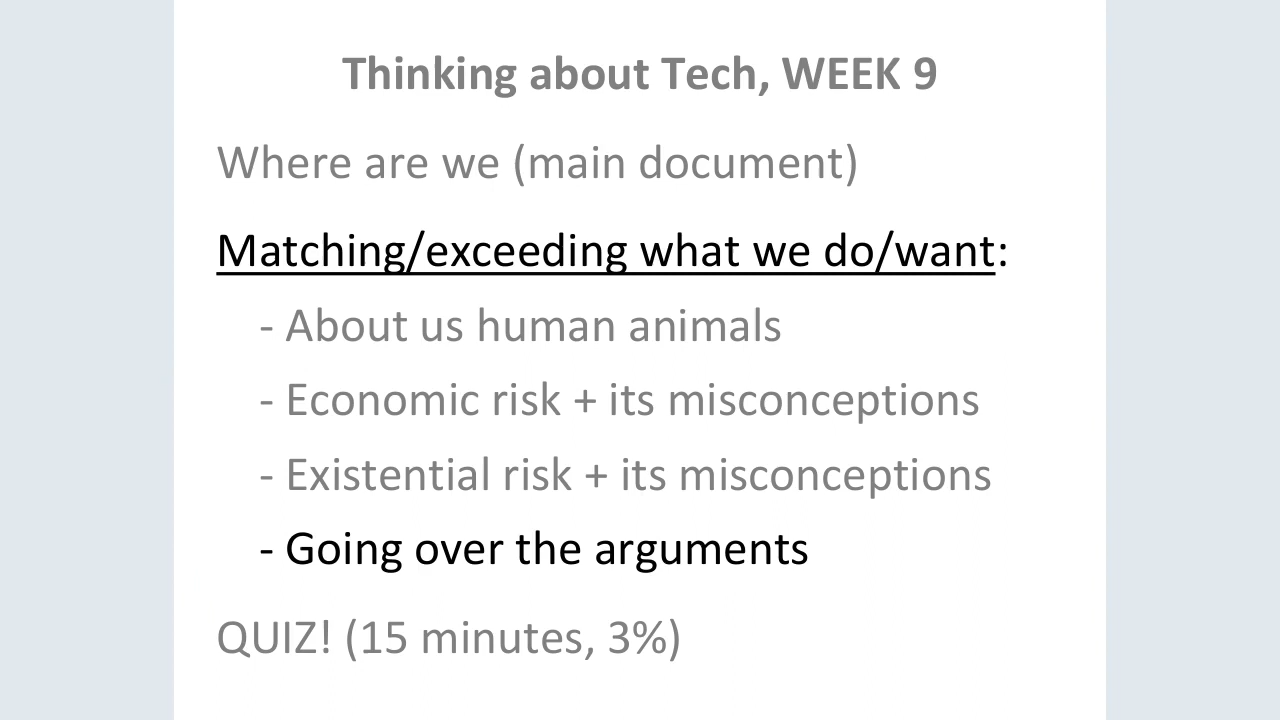 Thinking about Tech, WEEK 9
Where are we (main document)
Matching/exceeding what we do/want:
- About us human animals
- Economic risk + its misconceptions
- Existential risk + its misconceptions
- Going over the arguments
QUIZ! (15 minutes, 3%)